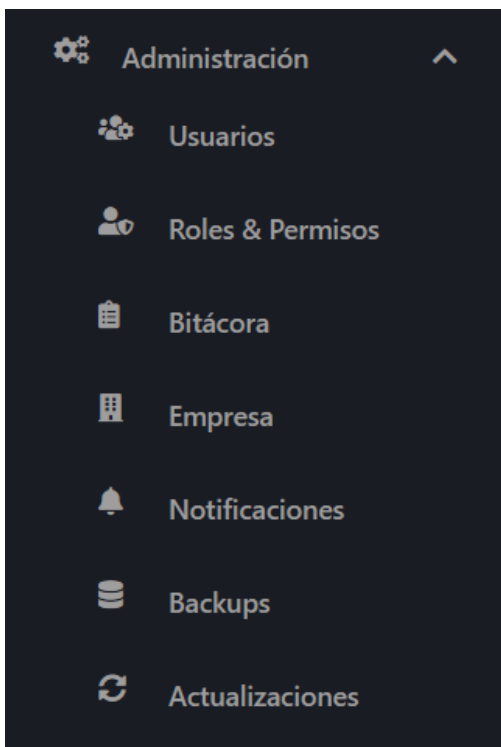 Administración
Usuarios
Roles & Permisos
Bitácora
Empresa
Notificaciones
Backups
Actualizaciones